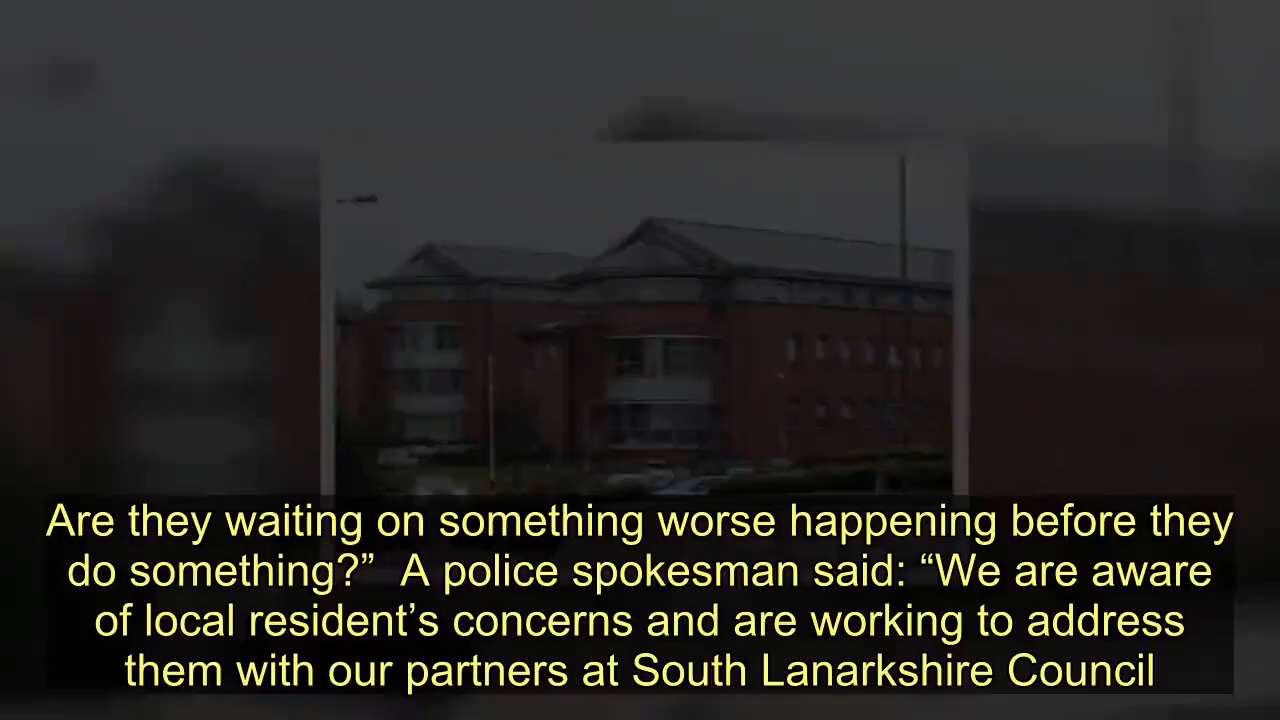 Are they waiting on something worse happening before they
do something?”  A police spokesman said: “We are aware
of local resident’s concerns and are working to address
them with our partners at South Lanarkshire Council